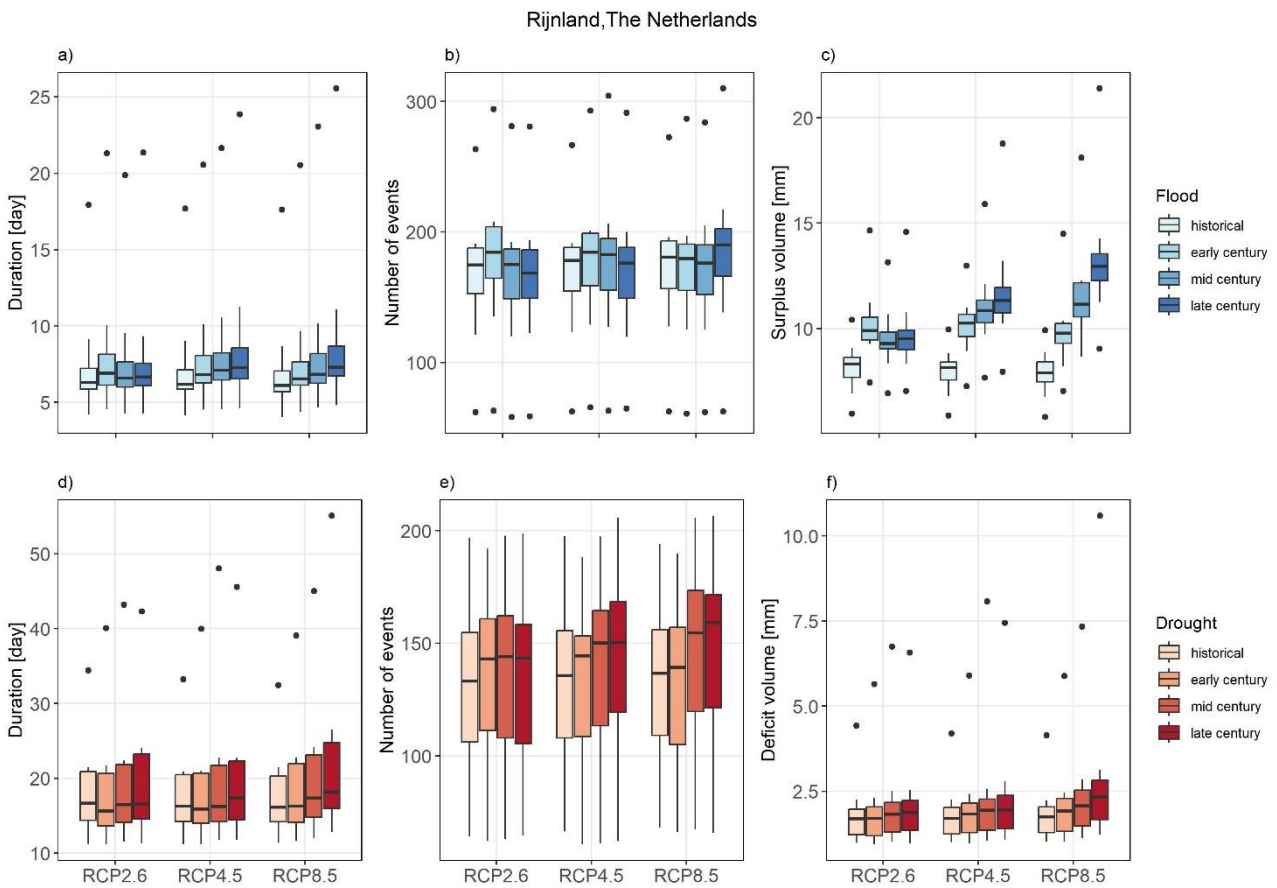 Rijnland,The Netherlands
a)
b)
c)
Duration [day]
25
20
15
10
5
Number of events
300
200
100
Surplus volume [mm]
20
15
10
Flood
historical
early century
mid century
late century
d)
e)
f)
Duration [day]
50
40
30
20
10
RCP2.6 RCP4.5 RCP8.5
Number of events
200
150
100
RCP2.6 RCP4.5 RCP8.5
Deficit volume [mm]
10.0
7.5
5.0
2.5
RCP2.6 RCP4.5 RCP8.5
Drought
historical
early century
mid century
late century